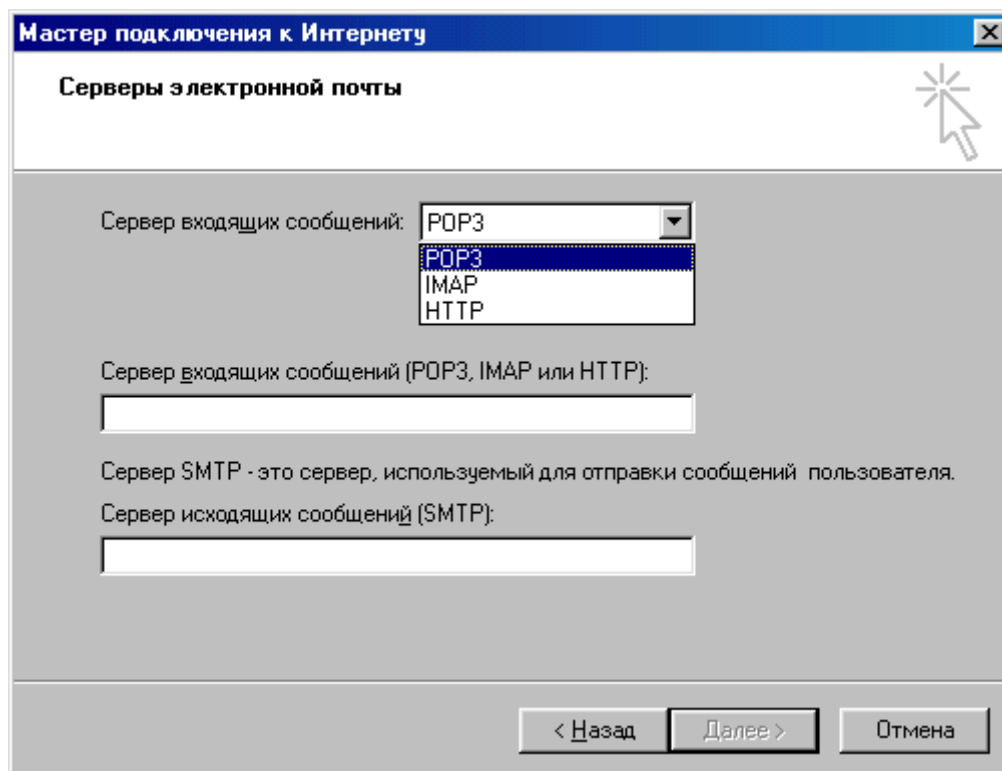 Мастер подключения к Интернету
Серверы электронной почты
Сервер входящих сообщений: POP3
POP3
IMAP
HTTP
Сервер входящих сообщений (POP3, IMAP или HTTP):
Сервер SMTP - это сервер, используемый для отправки сообщений пользователя.
Сервер исходящих сообщений (SMTP):
< Назад Далее > Отмена